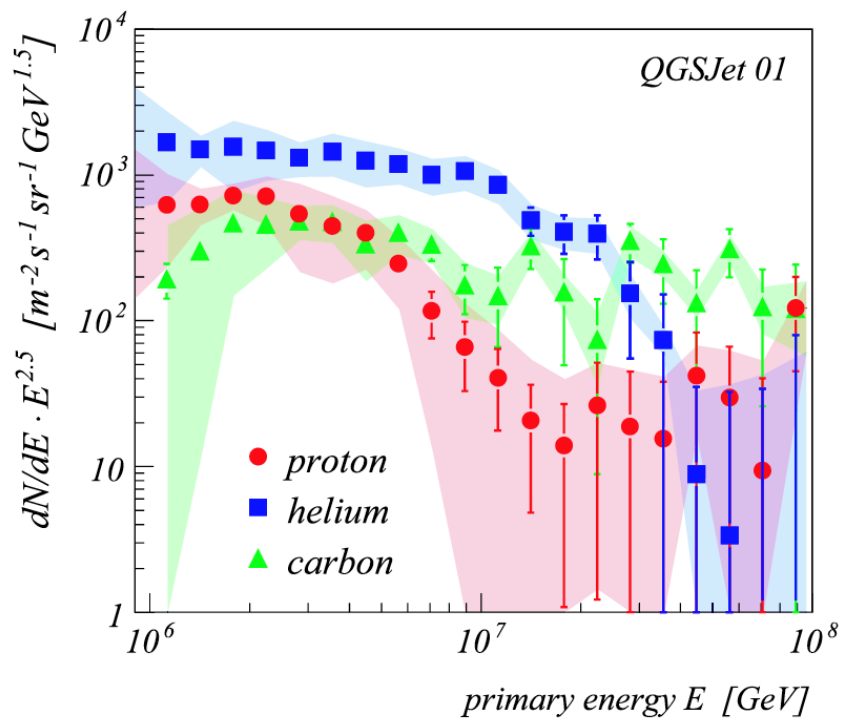 QGSJet 01
dN/dE · E^2.5 [m^-2 s^-1 sr^-1 GeV^1.5]
10^4
10^3
10^2
10
1
proton
helium
carbon
10^6
10^7
10^8
primary energy E [GeV]